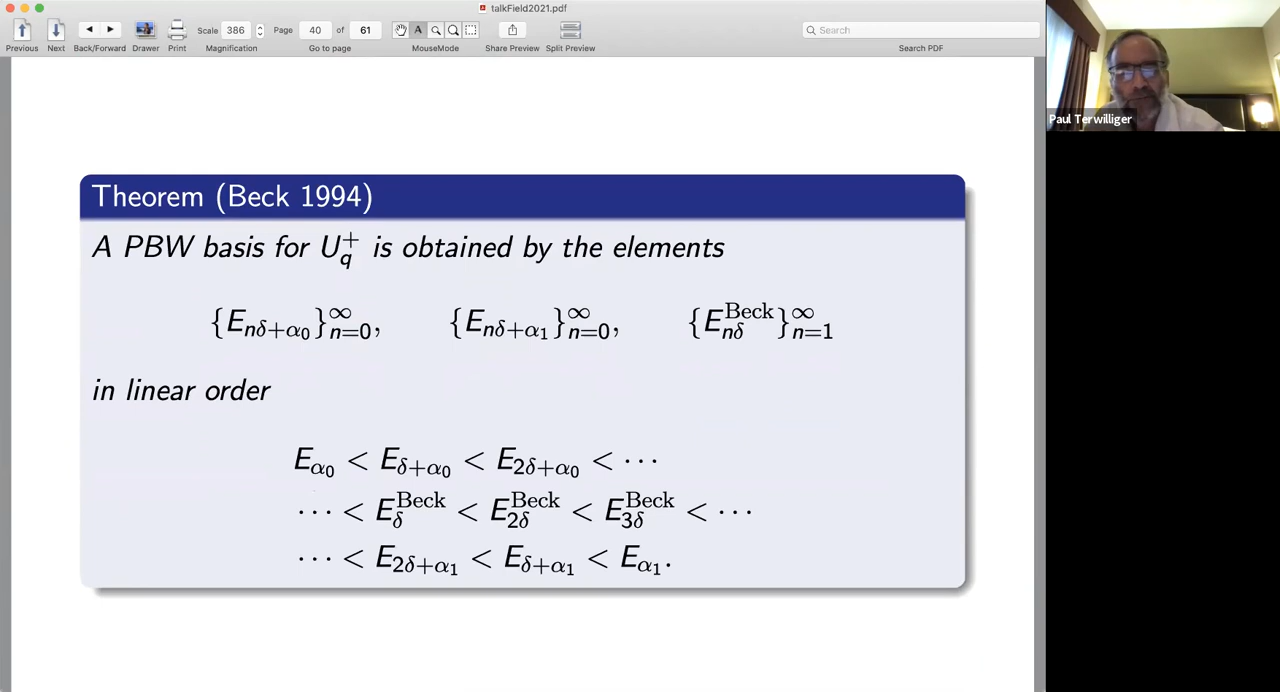 talkField2021.pdf
Previous Next Back/Forward Drawer Print Scale 386 Magnification Page 40 of 61 Go to page A MouseMode Share Preview Split Preview Search Search PDF
Paul Terwilliger
Theorem (Beck 1994)
A PBW basis for U_q^+ is obtained by the elements
{E_{nδ+α_0}}_{n=0}^∞, {E_{nδ+α_1}}_{n=0}^∞, {E_{nδ}^{Beck}}_{n=1}^∞
in linear order
E_{α_0} < E_{δ+α_0} < E_{2δ+α_0} < ⋯
⋯ < E_δ^{Beck} < E_{2δ}^{Beck} < E_{3δ}^{Beck} < ⋯
⋯ < E_{2δ+α_1} < E_{δ+α_1} < E_{α_1}.